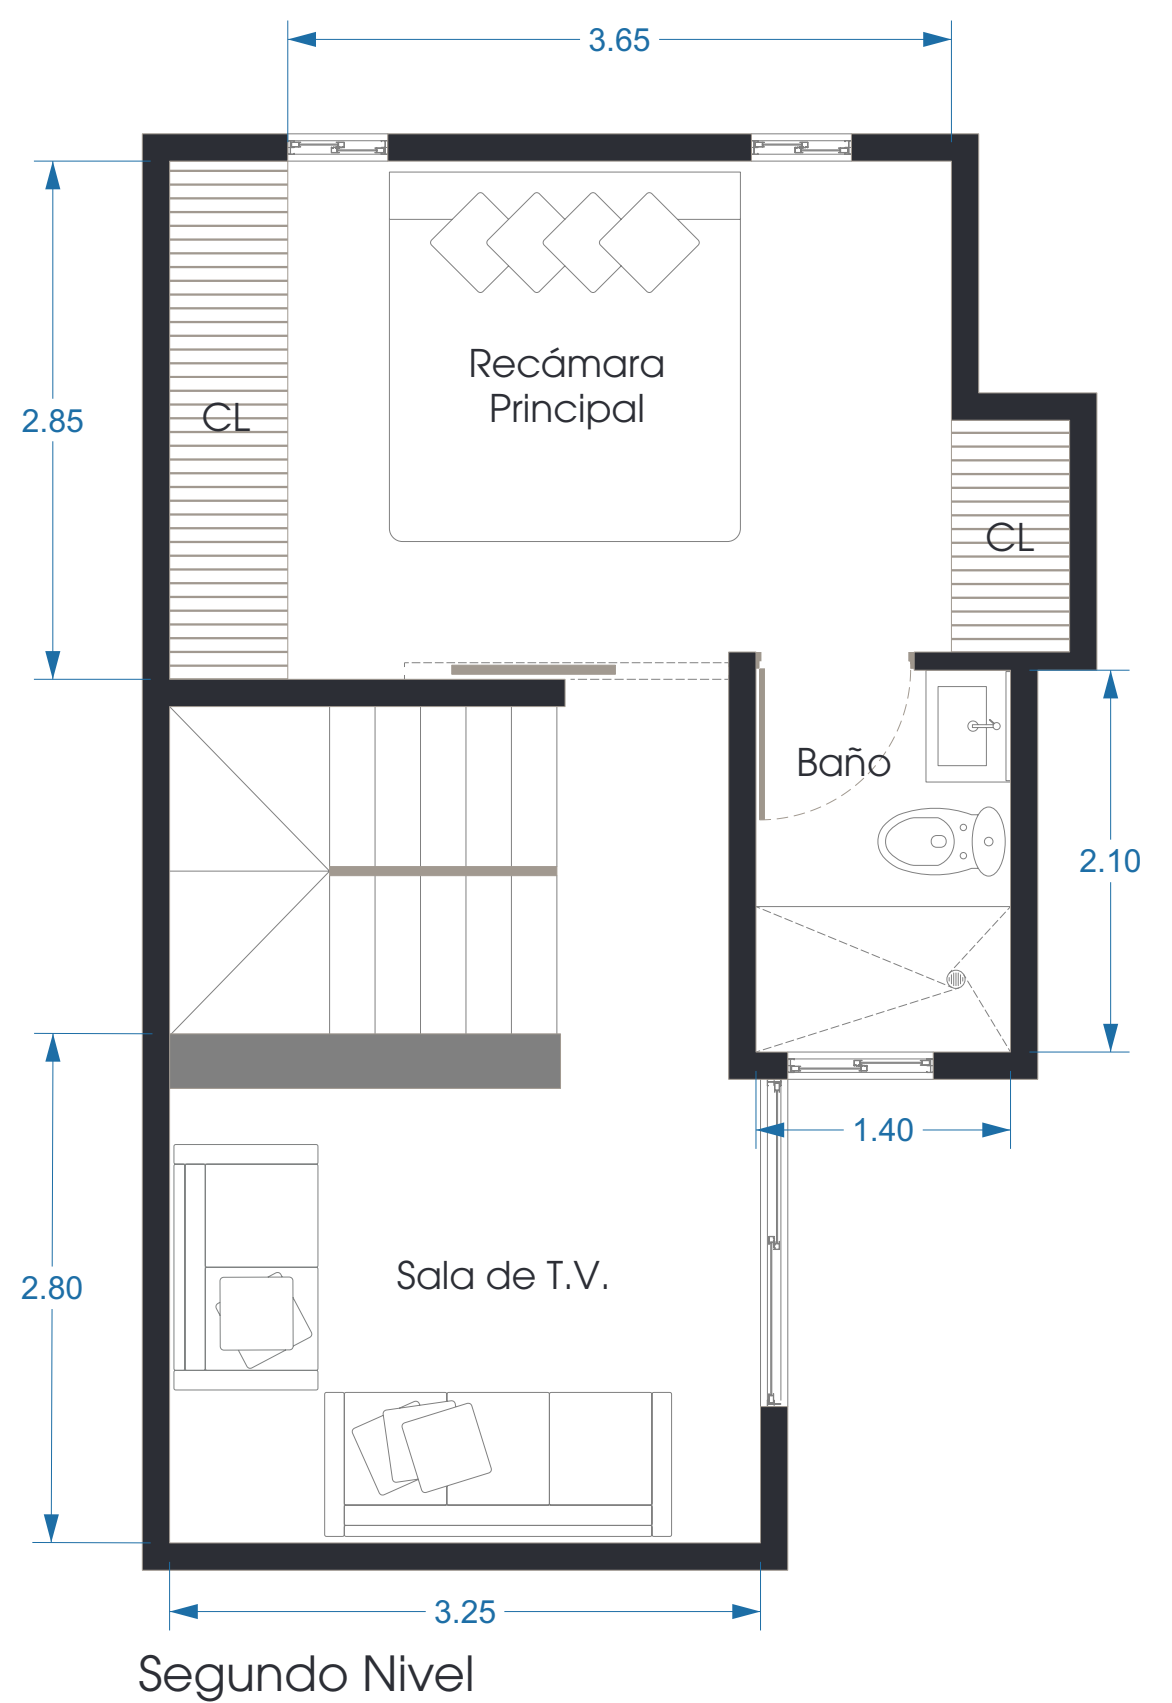 3.65
Recámara
Principal
2.85
CL
CL
Baño
2.10
1.40
Sala de T.V.
2.80
3.25
Segundo Nivel